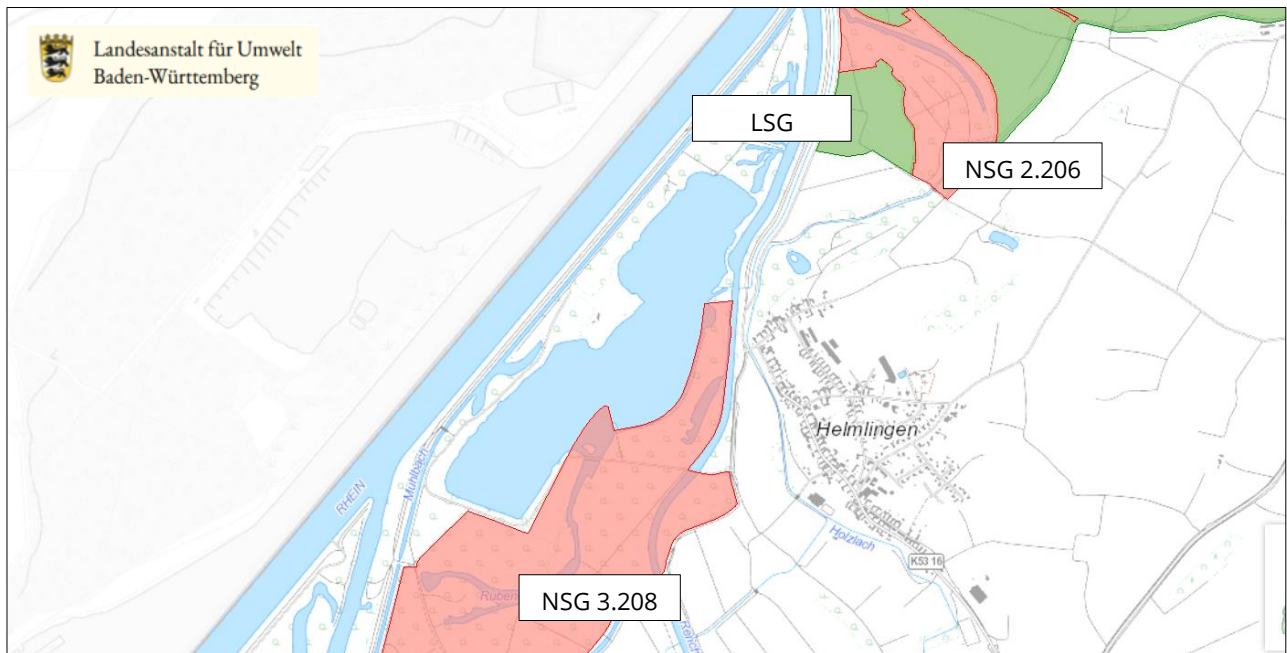 Landesanstalt für Umwelt
Baden-Württemberg
LSG
NSG 2.206
RHEIN
Mühlbach
Helmlingen
Holzlach
K53 16
NSG 3.208